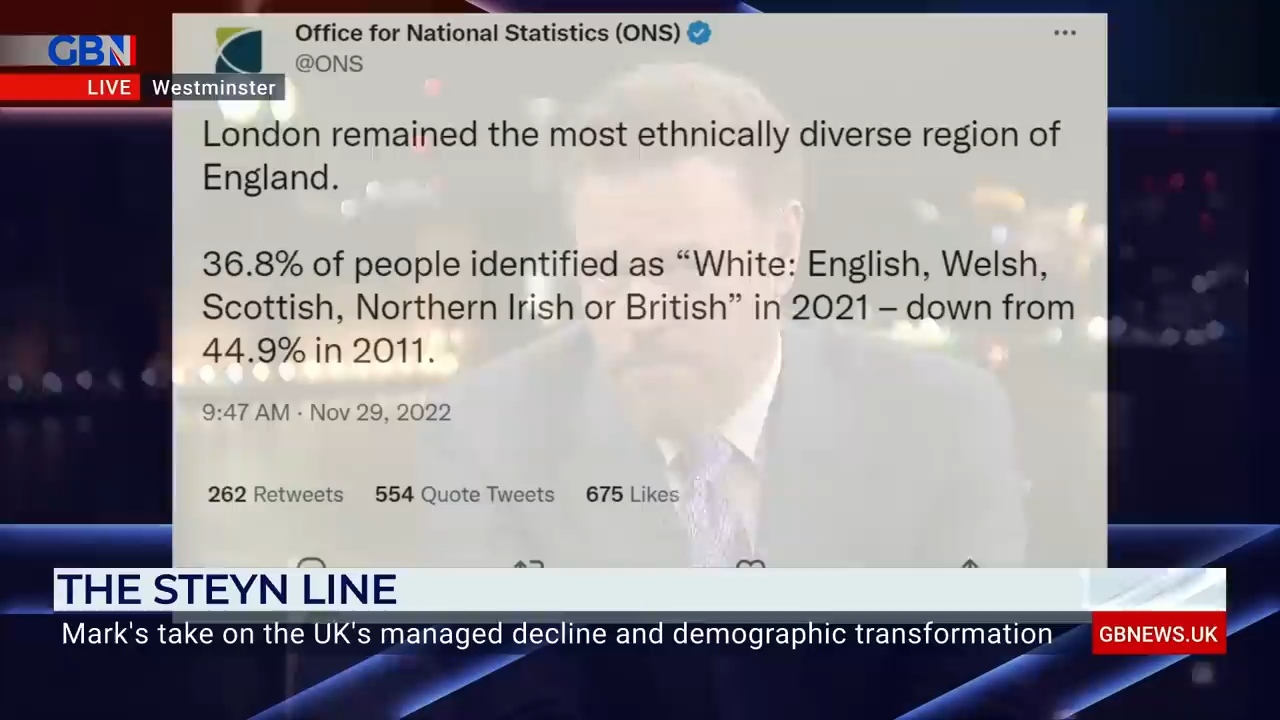 GBN
LIVE Westminster
Office for National Statistics (ONS)
@ONS
London remained the most ethnically diverse region of
England.
36.8% of people identified as “White: English, Welsh,
Scottish, Northern Irish or British” in 2021 – down from
44.9% in 2011.
9:47 AM · Nov 29, 2022
262 Retweets 554 Quote Tweets 675 Likes
THE STEYN LINE
Mark's take on the UK's managed decline and demographic transformation
GBNEWS.UK